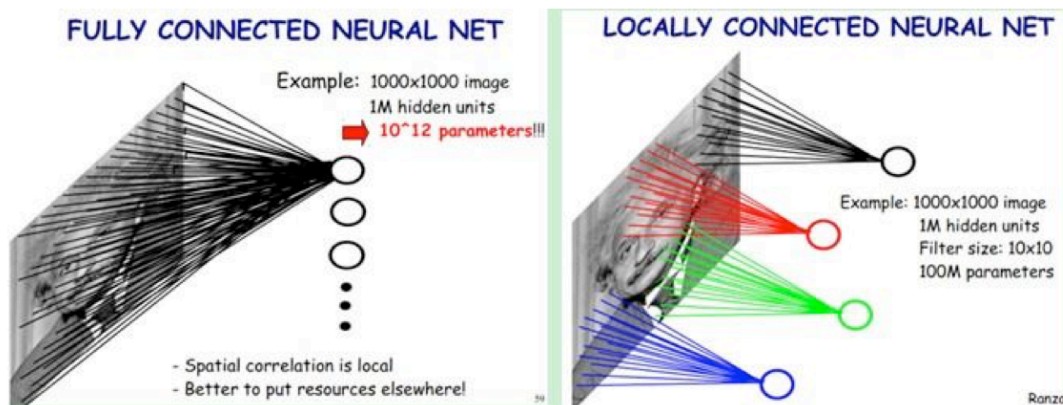 FULLY CONNECTED NEURAL NET
Example: 1000x1000 image
1M hidden units
10^12 parameters!!!
- Spatial correlation is local
- Better to put resources elsewhere!
59
LOCALLY CONNECTED NEURAL NET
Example: 1000x1000 image
1M hidden units
Filter size: 10x10
100M parameters